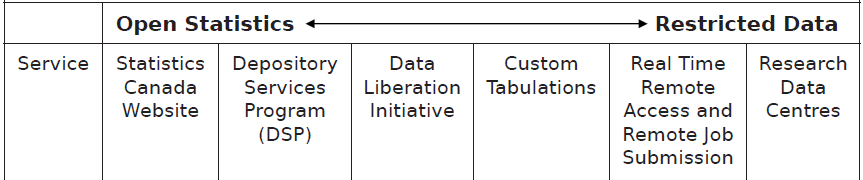 Open Statistics Restricted Data
Service
Statistics
Canada
Website
Depository
Services
Program
(DSP)
Data
Liberation
Initiative
Custom
Tabulations
Real Time
Remote
Access and
Remote Job
Submission
Research
Data
Centres